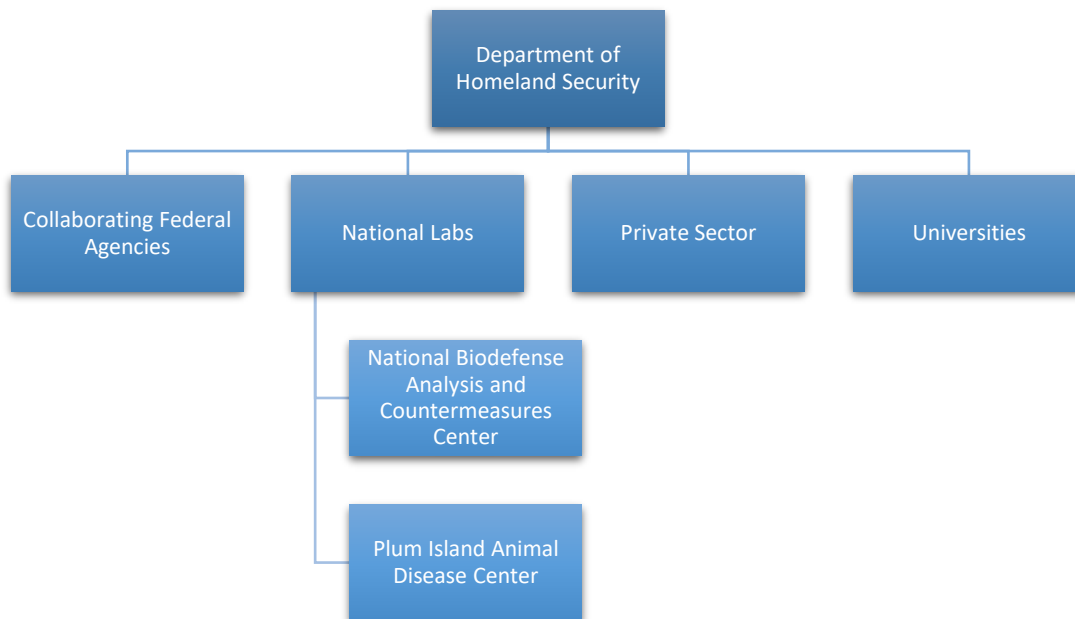 Department of
Homeland Security
Collaborating Federal
Agencies
National Labs
Private Sector
Universities
National Biodefense
Analysis and
Countermeasures
Center
Plum Island Animal
Disease Center